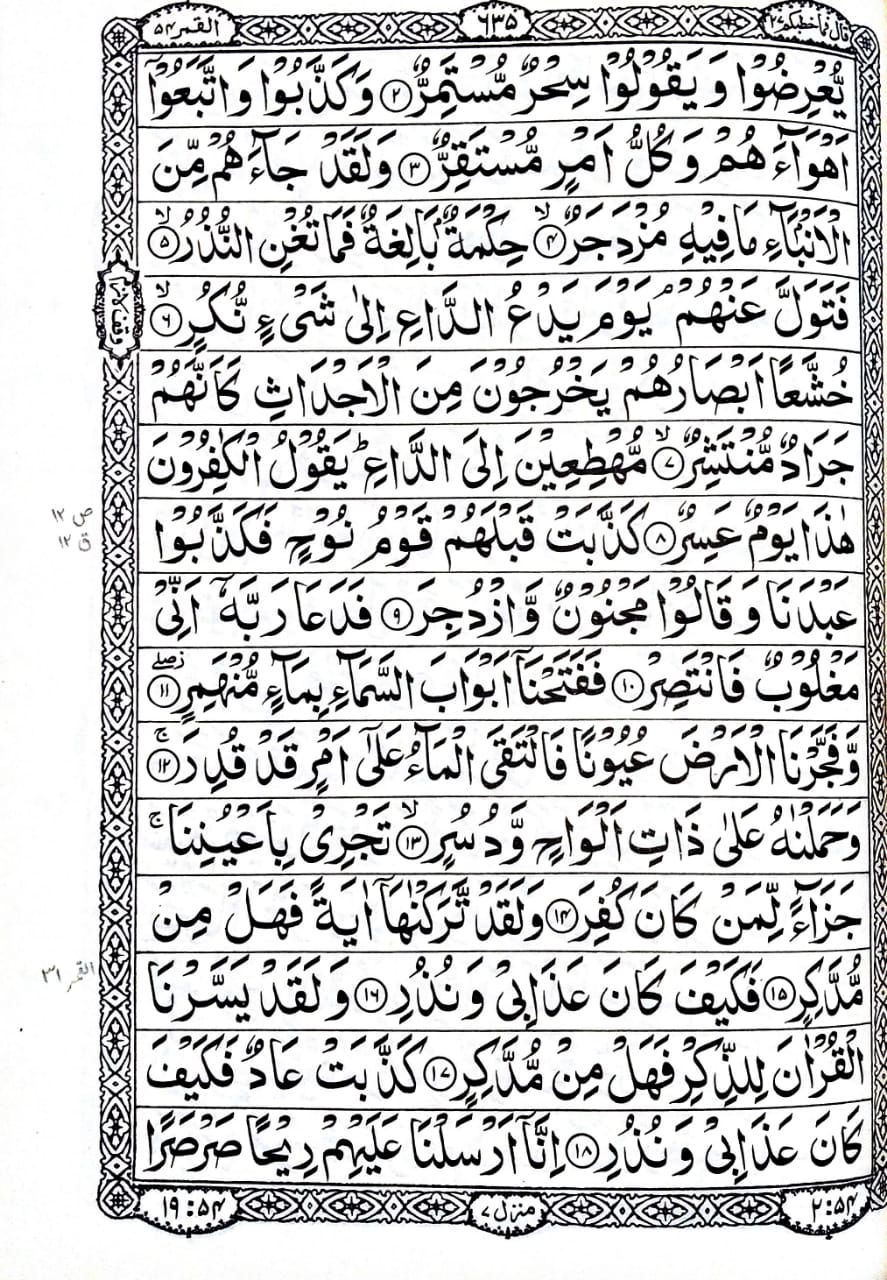 قال فما خطبكم ٢٧
٦٣٥
القمر ٥٤
يُّعْرِضُوْا وَيَقُوْلُوْا سِحْرٌ مُّسْتَمِرٌّ ﴿٢﴾ وَكَذَّبُوْا وَاتَّبَعُوْٓا
اَهْوَآءَهُمْ وَكُلُّ اَمْرٍ مُّسْتَقِرٌّ ﴿٣﴾ وَلَقَدْ جَآءَهُمْ مِّنَ
الْاَنْۢبَآءِ مَا فِيْهِ مُزْدَجَرٌ ۙ﴿٤﴾ حِكْمَةٌۢ بَالِغَةٌ فَمَا تُغْنِ النُّذُرُ ۙ﴿٥﴾
فَتَوَلَّ عَنْهُمْ ۘ يَوْمَ يَدْعُ الدَّاعِ اِلٰى شَيْءٍ نُّكُرٍ ۙ﴿٦﴾
خُشَّعًا اَبْصَارُهُمْ يَخْرُجُوْنَ مِنَ الْاَجْدَاثِ كَاَنَّهُمْ
جَرَادٌ مُّنْتَشِرٌ ۙ﴿٧﴾ مُّهْطِعِيْنَ اِلَى الدَّاعِ ؕ يَقُوْلُ الْكٰفِرُوْنَ
هٰذَا يَوْمٌ عَسِرٌ ﴿٨﴾ كَذَّبَتْ قَبْلَهُمْ قَوْمُ نُوْحٍ فَكَذَّبُوْا
عَبْدَنَا وَقَالُوْا مَجْنُوْنٌ وَّازْدُجِرَ ﴿٩﴾ فَدَعَا رَبَّهٗٓ اَنِّيْ
مَغْلُوْبٌ فَانْتَصِرْ ﴿١٠﴾ فَفَتَحْنَآ اَبْوَابَ السَّمَآءِ بِمَآءٍ مُّنْهَمِرٍ ۖ﴿١١﴾
وَّفَجَّرْنَا الْاَرْضَ عُيُوْنًا فَالْتَقَى الْمَآءُ عَلٰٓى اَمْرٍ قَدْ قُدِرَ ۚ﴿١٢﴾
وَحَمَلْنٰهُ عَلٰى ذَاتِ اَلْوَاحٍ وَّدُسُرٍ ۙ﴿١٣﴾ تَجْرِيْ بِاَعْيُنِنَا ۚ
جَزَآءً لِّمَنْ كَانَ كُفِرَ ﴿١٤﴾ وَلَقَدْ تَّرَكْنٰهَآ اٰيَةً فَهَلْ مِنْ
مُّدَّكِرٍ ﴿١٥﴾ فَكَيْفَ كَانَ عَذَابِيْ وَنُذُرِ ﴿١٦﴾ وَلَقَدْ يَسَّرْنَا
الْقُرْاٰنَ لِلذِّكْرِ فَهَلْ مِنْ مُّدَّكِرٍ ﴿١٧﴾ كَذَّبَتْ عَادٌ فَكَيْفَ
كَانَ عَذَابِيْ وَنُذُرِ ﴿١٨﴾ اِنَّآ اَرْسَلْنَا عَلَيْهِمْ رِيْحًا صَرْصَرًا
وقف لازم
ص ١٢
ق ١٢
القمر ٣١
٢:٥٤
منزل ٧
١٩:٥٤